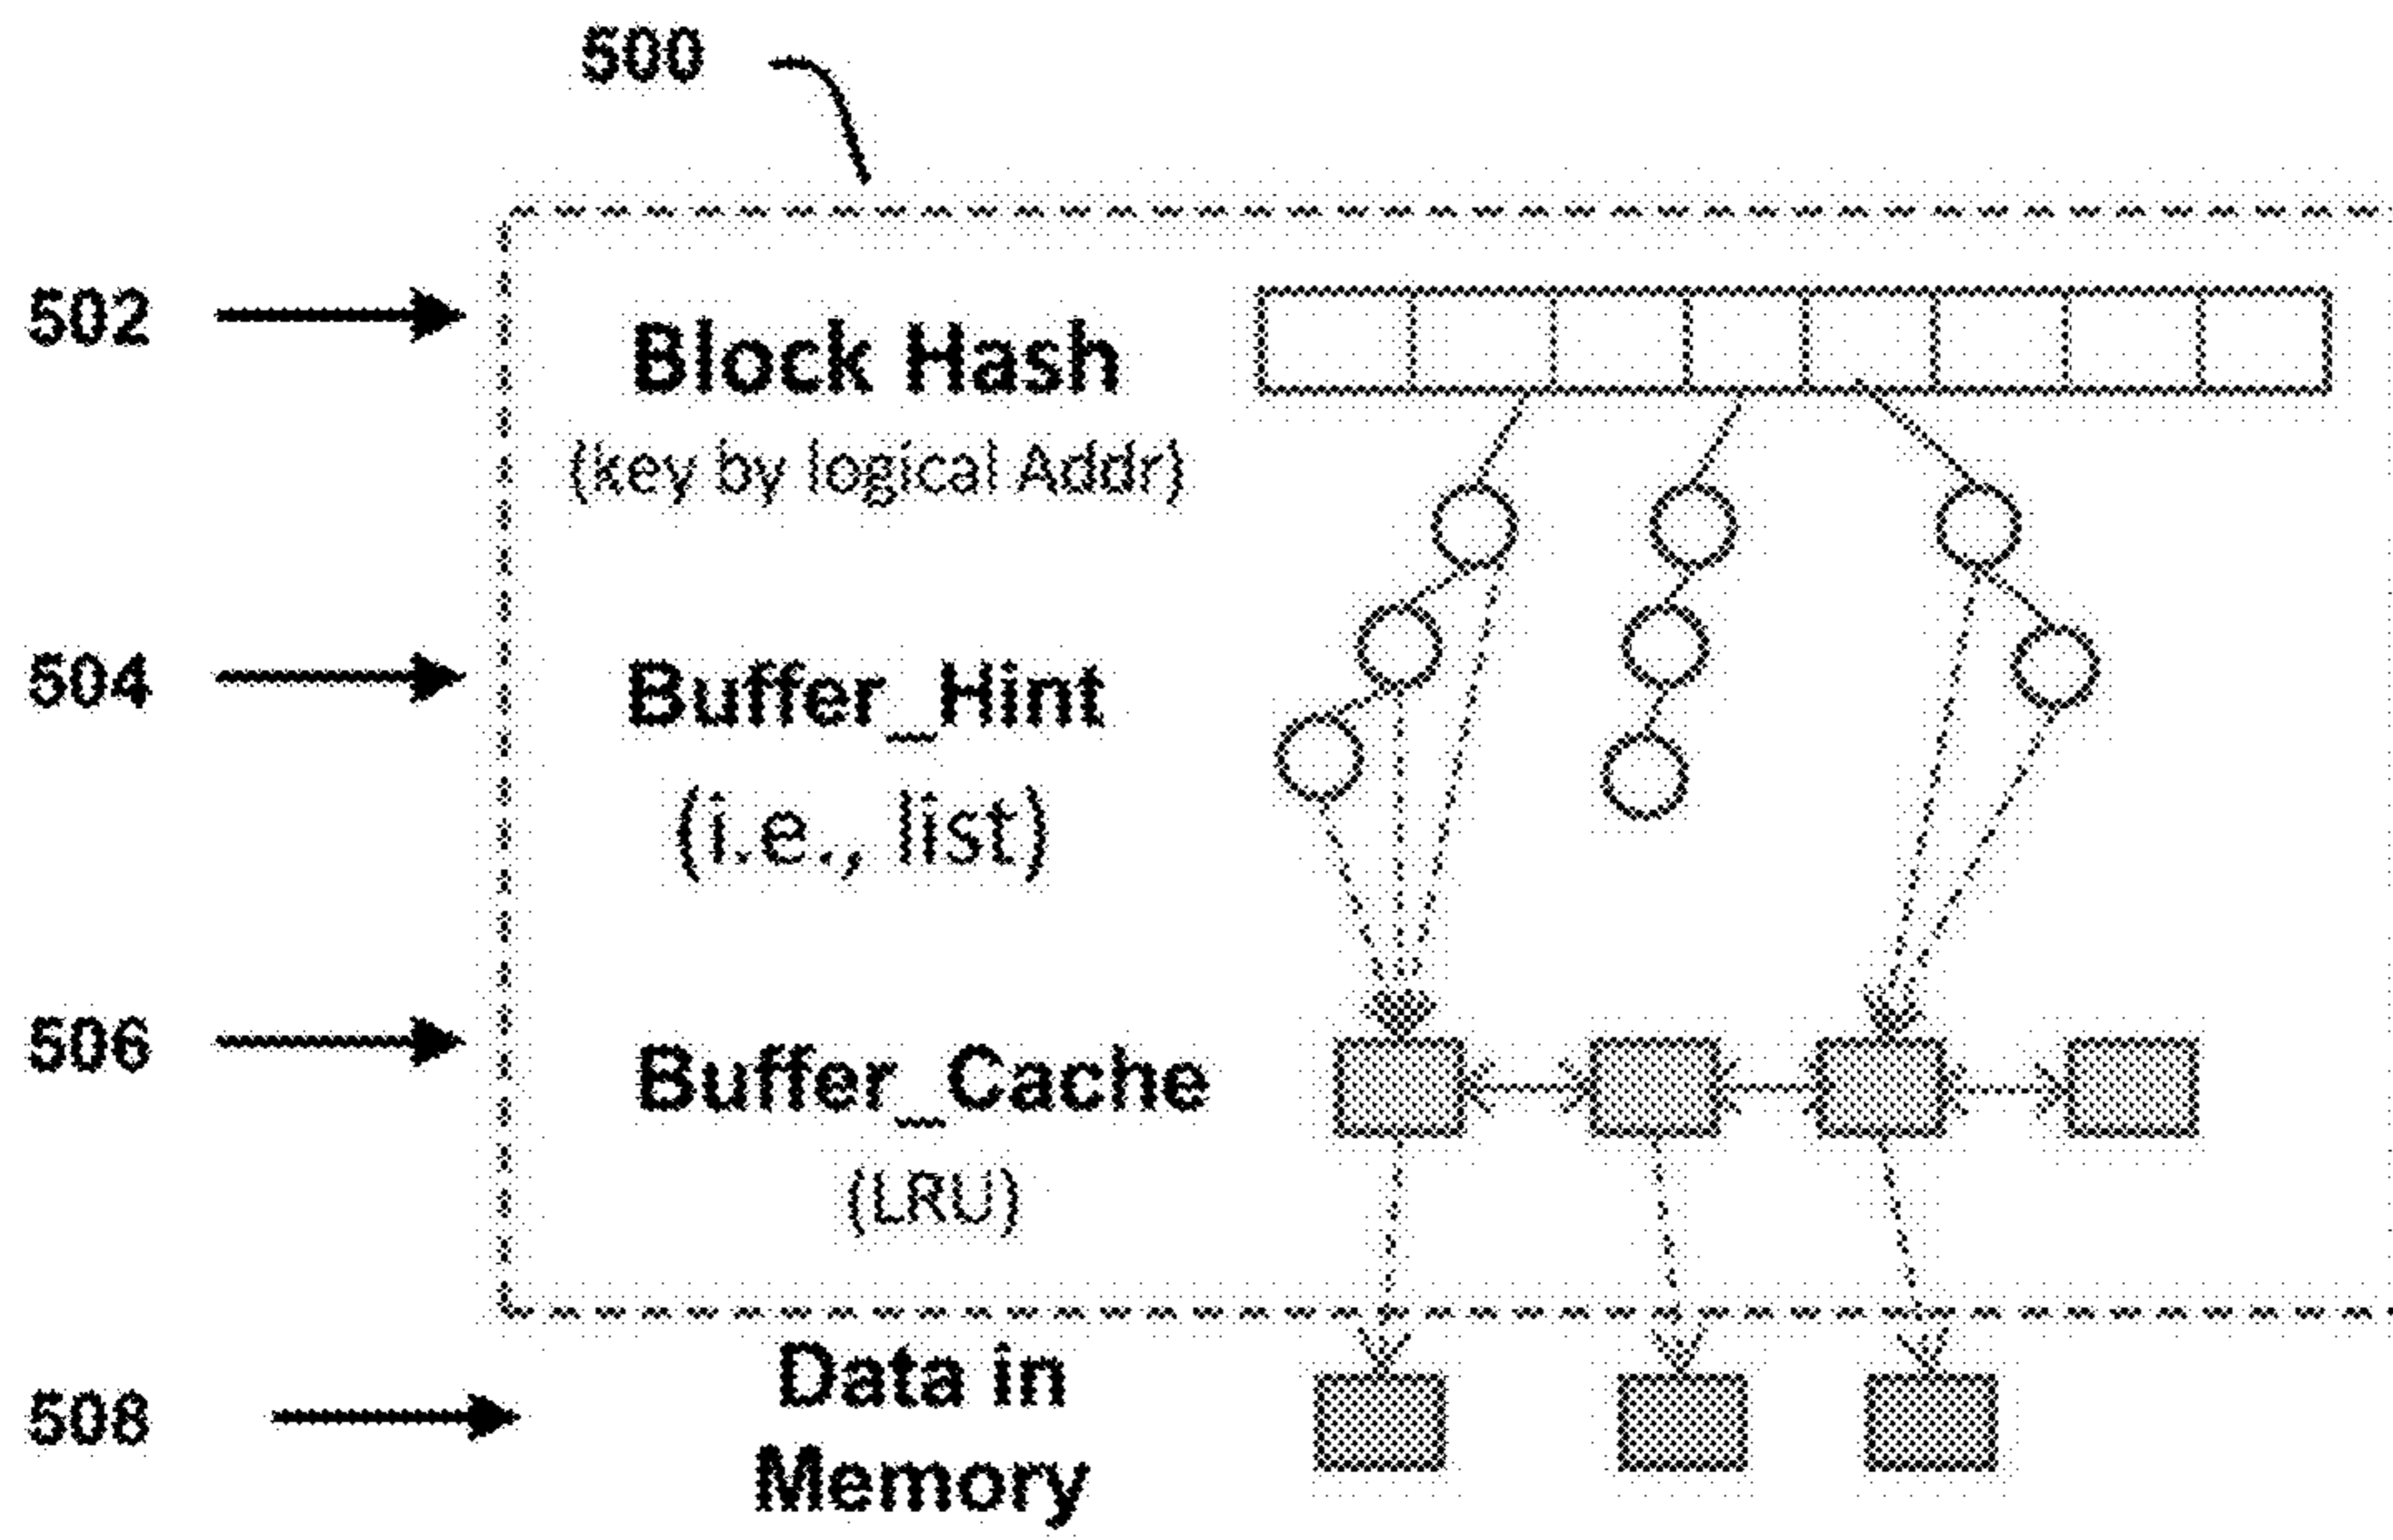 500
502
Block Hash
(key by logical Addr)
504
Buffer_Hint
(i.e., list)
506
Buffer_Cache
(LRU)
508
Data in
Memory